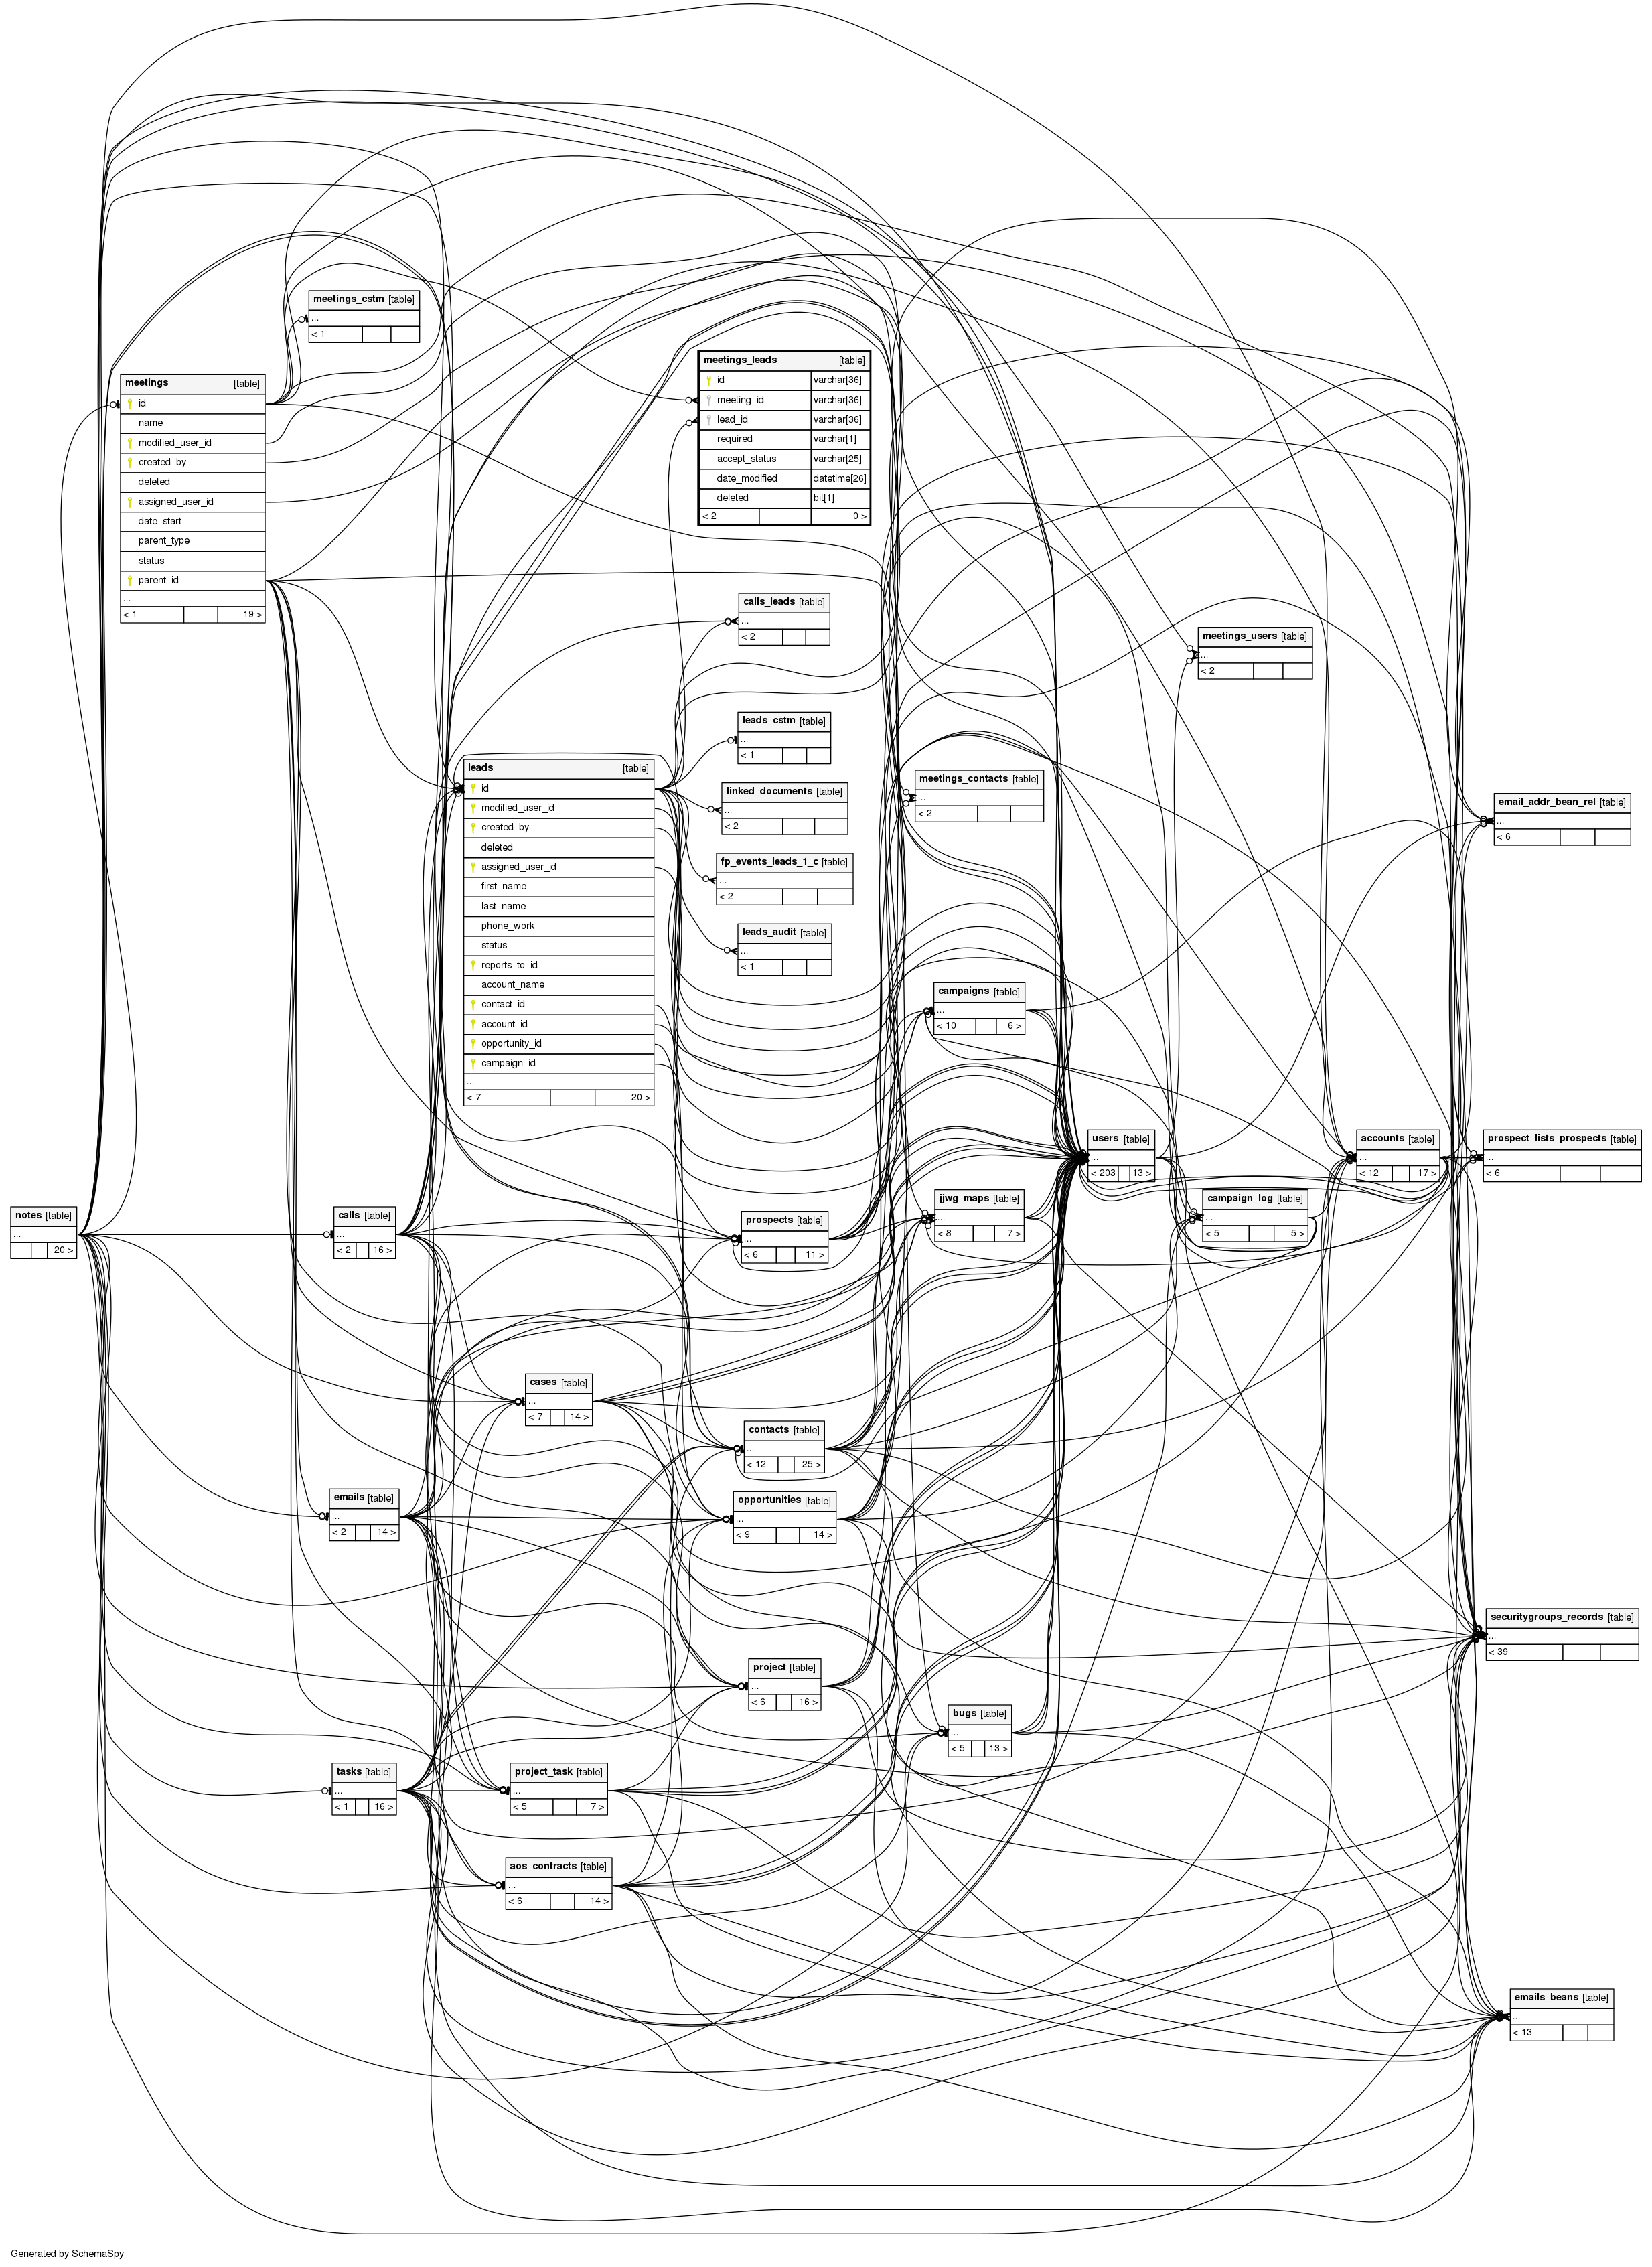 meetings_cstm [table]
...
< 1
meetings [table]
id
name
modified_user_id
created_by
deleted
assigned_user_id
date_start
parent_type
status
parent_id
...
< 1 19 >
meetings_leads [table]
id varchar[36]
meeting_id varchar[36]
lead_id varchar[36]
required varchar[1]
accept_status varchar[25]
date_modified datetime[26]
deleted bit[1]
< 2 0 >
calls_leads [table]
...
< 2
meetings_users [table]
...
< 2
leads_cstm [table]
...
< 1
leads [table]
id
modified_user_id
created_by
deleted
assigned_user_id
first_name
last_name
phone_work
status
reports_to_id
account_name
contact_id
account_id
opportunity_id
campaign_id
...
< 7 20 >
linked_documents [table]
...
< 2
meetings_contacts [table]
...
< 2
email_addr_bean_rel [table]
...
< 6
fp_events_leads_1_c [table]
...
< 2
leads_audit [table]
...
< 1
campaigns [table]
...
< 10 6 >
users [table]
...
< 203 13 >
accounts [table]
...
< 12 17 >
prospect_lists_prospects [table]
...
< 6
jjwg_maps [table]
...
< 8 7 >
campaign_log [table]
...
< 5 5 >
notes [table]
...
20 >
calls [table]
...
< 2 16 >
prospects [table]
...
< 6 11 >
cases [table]
...
< 7 14 >
contacts [table]
...
< 12 25 >
emails [table]
...
< 2 14 >
opportunities [table]
...
< 9 14 >
securitygroups_records [table]
...
< 39
project [table]
...
< 6 16 >
bugs [table]
...
< 5 13 >
tasks [table]
...
< 1 16 >
project_task [table]
...
< 5 7 >
aos_contracts [table]
...
< 6 14 >
emails_beans [table]
...
< 13
Generated by SchemaSpy